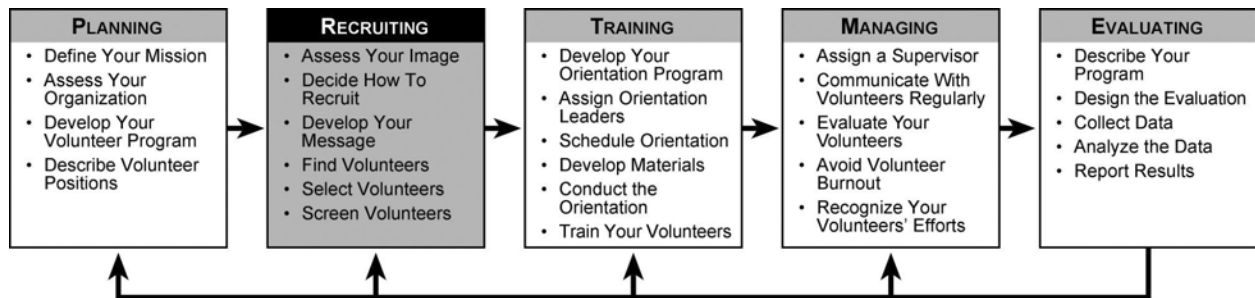 PLANNING
• Define Your Mission
• Assess Your
Organization
• Develop Your
Volunteer Program
• Describe Volunteer
Positions
RECRUITING
• Assess Your Image
• Decide How To
Recruit
• Develop Your
Message
• Find Volunteers
• Select Volunteers
• Screen Volunteers
TRAINING
• Develop Your
Orientation Program
• Assign Orientation
Leaders
• Schedule Orientation
• Develop Materials
• Conduct the
Orientation
• Train Your Volunteers
MANAGING
• Assign a Supervisor
• Communicate With
Volunteers Regularly
• Evaluate Your
Volunteers
• Avoid Volunteer
Burnout
• Recognize Your
Volunteers’ Efforts
EVALUATING
• Describe Your
Program
• Design the Evaluation
• Collect Data
• Analyze the Data
• Report Results